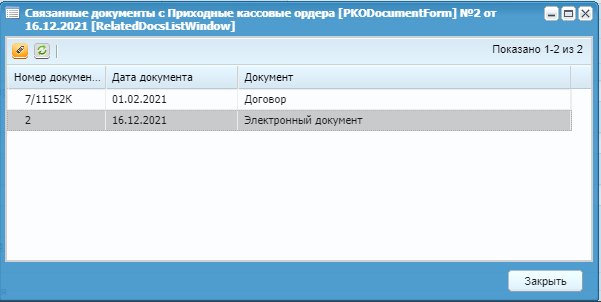 Связанные документы с Приходные кассовые ордера [PKODocumentForm] №2 от
16.12.2021 [RelatedDocsListWindow]
Показано 1-2 из 2
Номер докумен... Дата документа Документ
7/11152К 01.02.2021 Договор
2 16.12.2021 Электронный документ
Закрыть